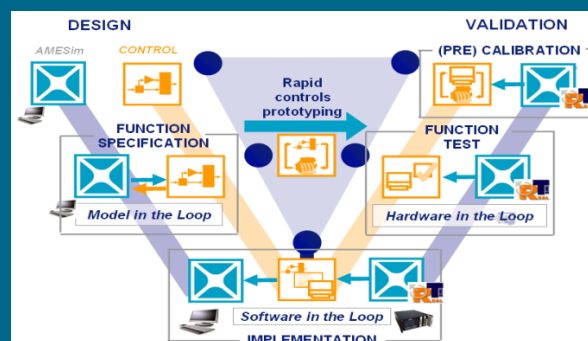 DESIGN
VALIDATION
AMESim
CONTROL
(PRE) CALIBRATION
Rapid
controls
prototyping
FUNCTION
SPECIFICATION
FUNCTION
TEST
Model in the Loop
Hardware in the Loop
Software in the Loop
IMPLEMENTATION